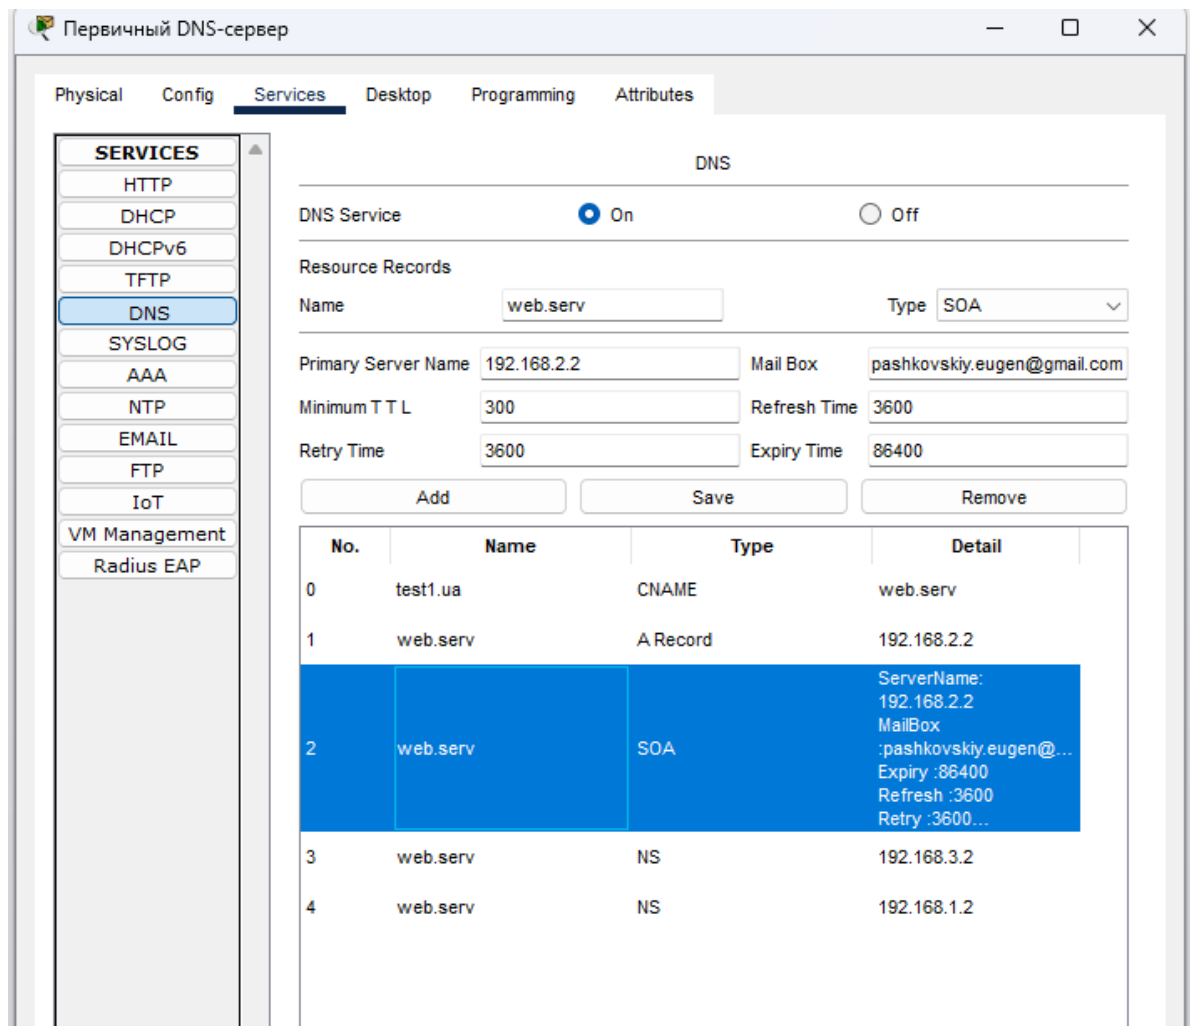 Первичный DNS-сервер
Physical Config Services Desktop Programming Attributes
SERVICES
HTTP
DHCP
DHCPv6
TFTP
DNS
SYSLOG
AAA
NTP
EMAIL
FTP
IoT
VM Management
Radius EAP
DNS
DNS Service On Off
Resource Records
Name web.serv Type SOA
Primary Server Name 192.168.2.2 Mail Box pashkovskiy.eugen@gmail.com
Minimum T T L 300 Refresh Time 3600
Retry Time 3600 Expiry Time 86400
Add Save Remove
No. Name Type Detail
0 test1.ua CNAME web.serv
1 web.serv A Record 192.168.2.2
2 web.serv SOA ServerName:
192.168.2.2
MailBox
:pashkovskiy.eugen@...
Expiry :86400
Refresh :3600
Retry :3600...
3 web.serv NS 192.168.3.2
4 web.serv NS 192.168.1.2